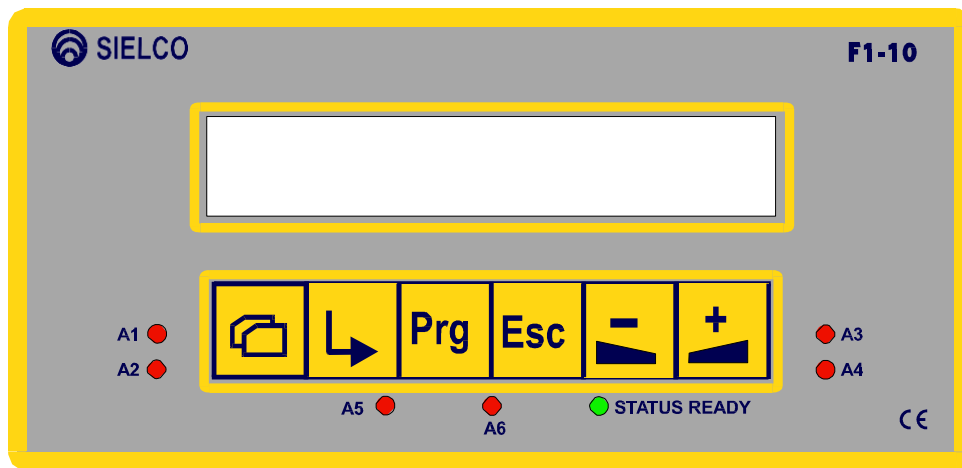 SIELCO
F1-10
Prg
Esc
-
+
A1
A2
A3
A4
A5
A6
STATUS READY
CE